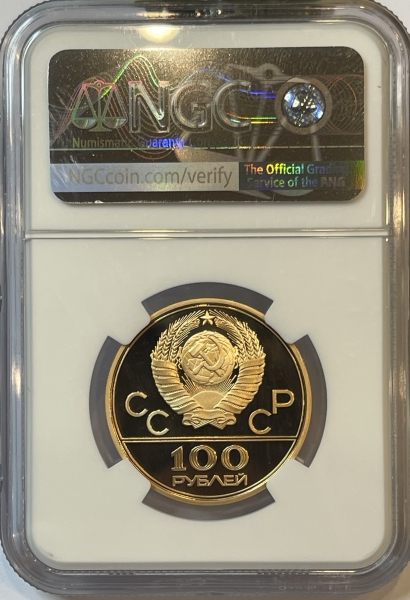 NGC
Numismatic Guaranty
NGCcoin.com/verify
The Official Grading
Service of the ANA
СССР
100
РУБЛЕЙ